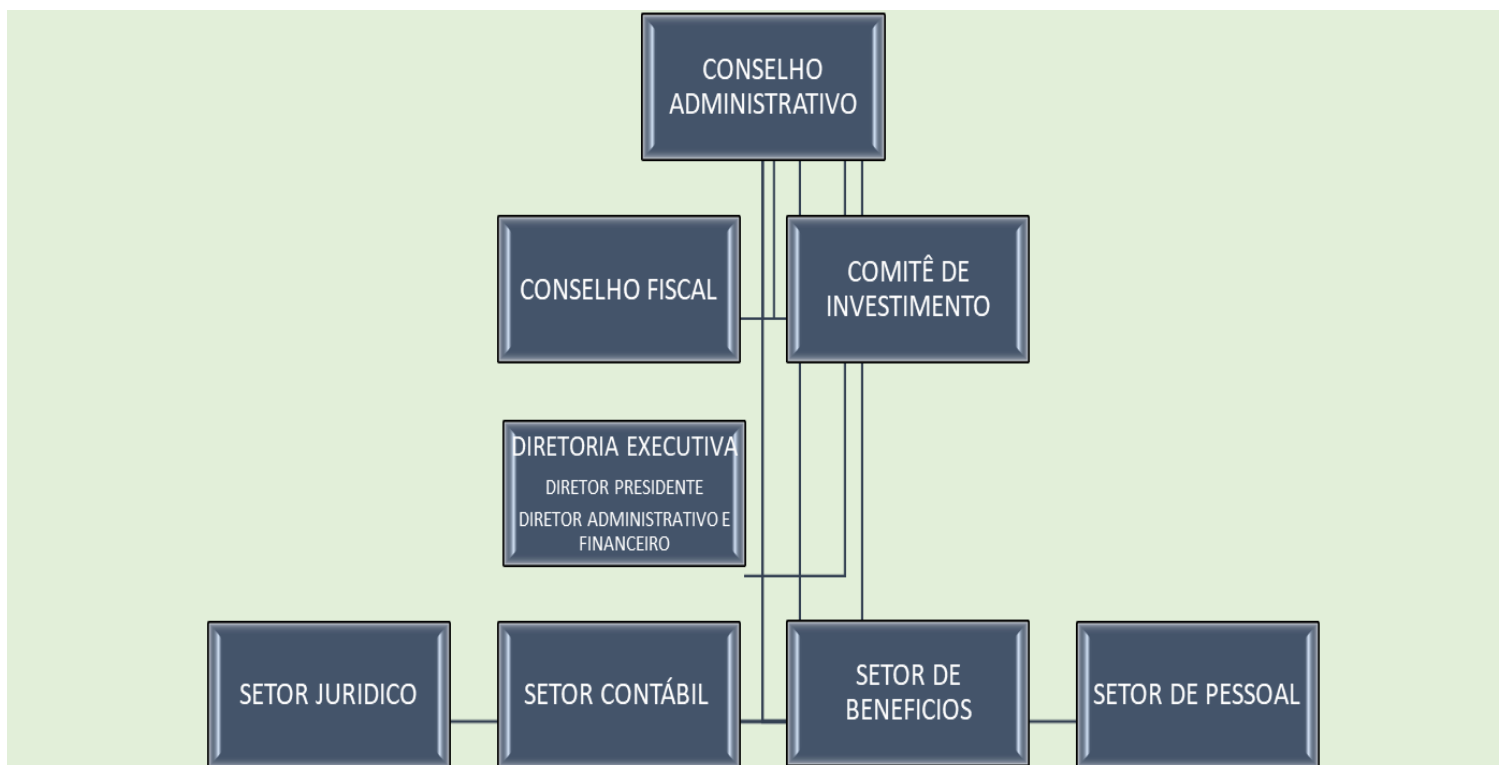 CONSELHO
ADMINISTRATIVO
CONSELHO FISCAL
COMITÊ DE
INVESTIMENTO
DIRETORIA EXECUTIVA
DIRETOR PRESIDENTE
DIRETOR ADMINISTRATIVO E
FINANCEIRO
SETOR JURIDICO
SETOR CONTÁBIL
SETOR DE
BENEFICIOS
SETOR DE PESSOAL